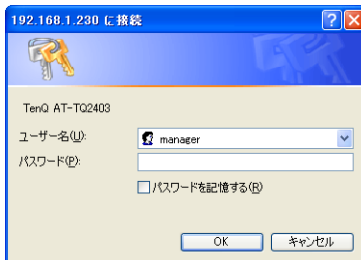 192.168.1.230 に接続
TenQ AT-TQ2403
ユーザー名(U):
manager
パスワード(P):
パスワードを記憶する(R)
OK
キャンセル